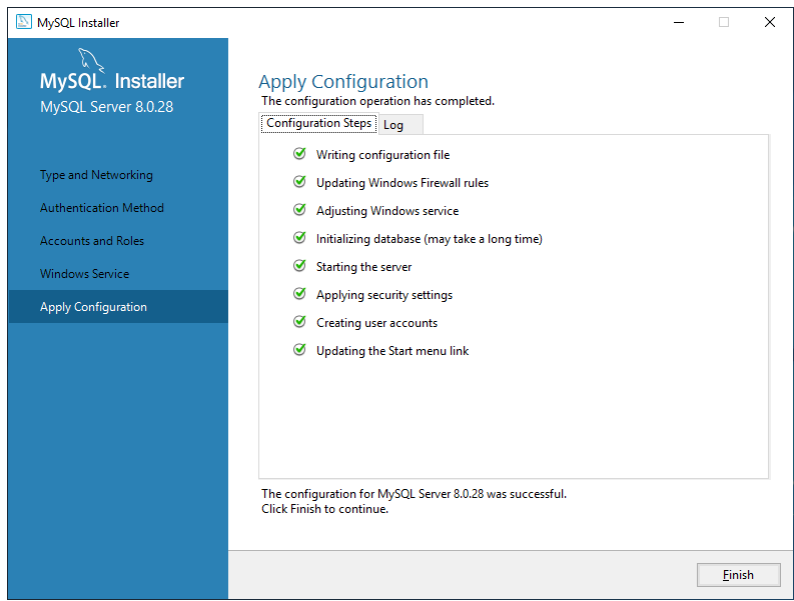 MySQL Installer
MySQL. Installer
MySQL Server 8.0.28
Type and Networking
Authentication Method
Accounts and Roles
Windows Service
Apply Configuration
Apply Configuration
The configuration operation has completed.
Configuration Steps Log
Writing configuration file
Updating Windows Firewall rules
Adjusting Windows service
Initializing database (may take a long time)
Starting the server
Applying security settings
Creating user accounts
Updating the Start menu link
The configuration for MySQL Server 8.0.28 was successful.
Click Finish to continue.
Finish